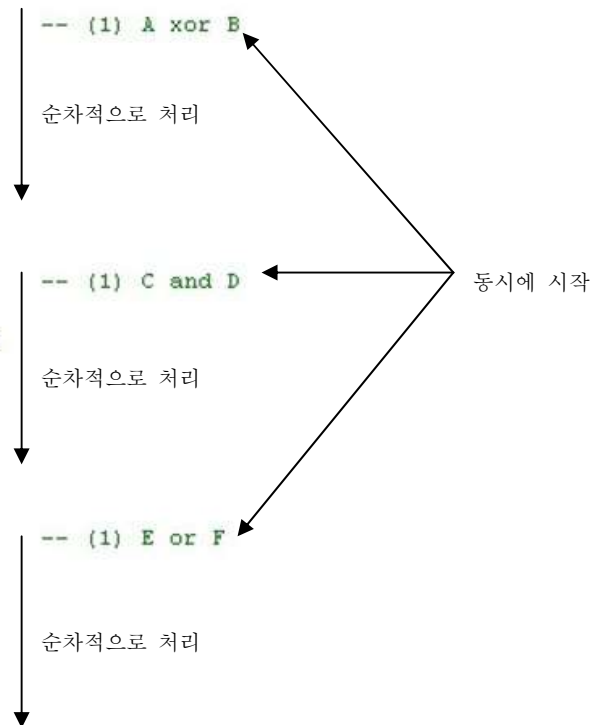 -- (1) A xor B
순차적으로 처리
-- (1) C and D
동시에 시작
순차적으로 처리
-- (1) E or F
순차적으로 처리